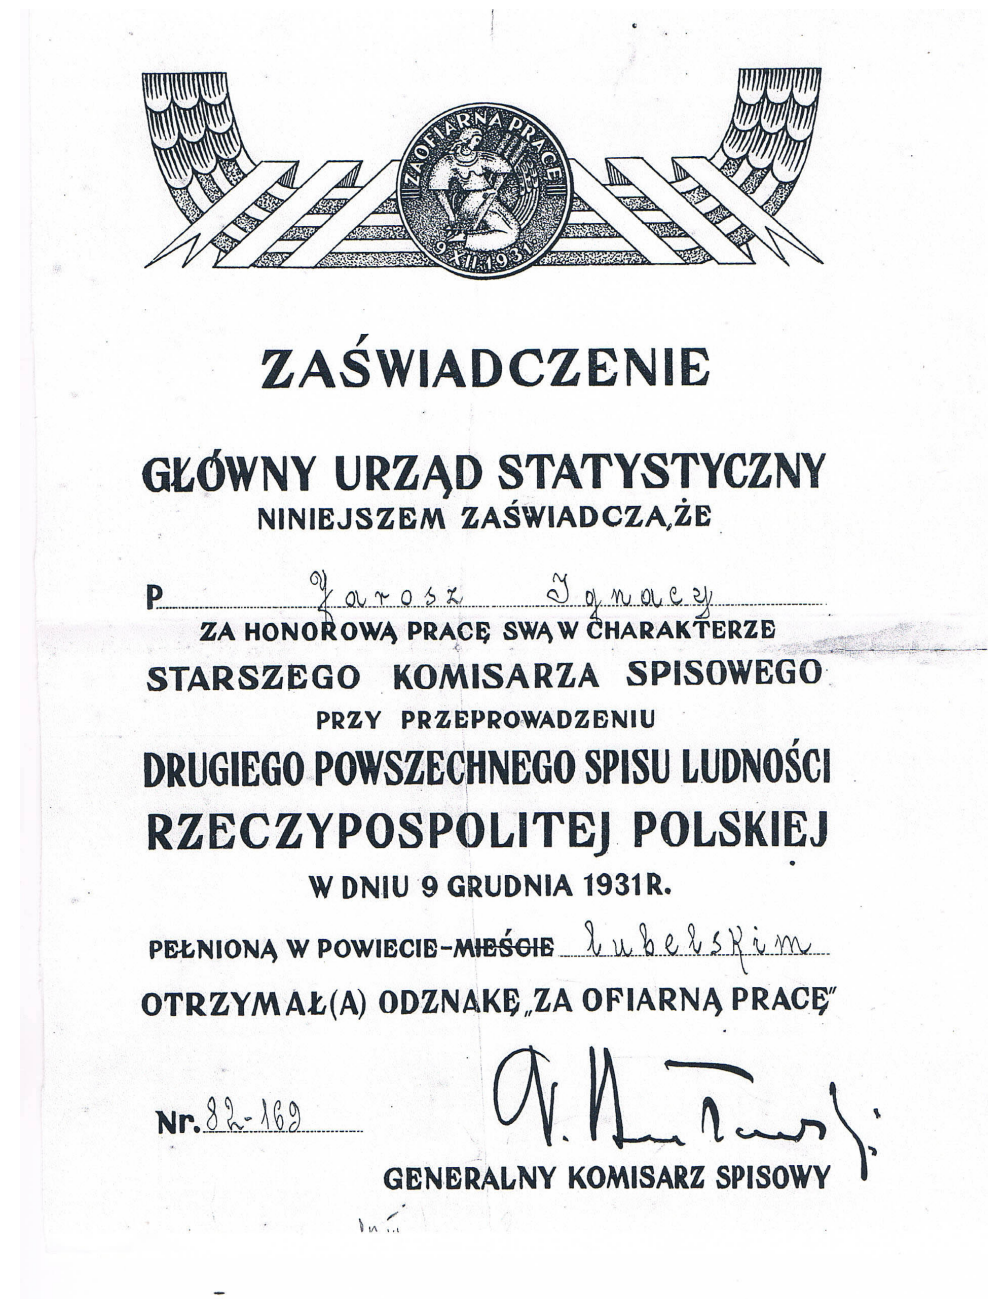 ZA OFIARNĄ PRACĘ
9 XII 1931
ZAŚWIADCZENIE
GŁÓWNY URZĄD STATYSTYCZNY
NINIEJSZEM ZAŚWIADCZA, ŻE
P Jarosz Ignacy
ZA HONOROWĄ PRACĘ SWĄ W CHARAKTERZE
STARSZEGO KOMISARZA SPISOWEGO
PRZY PRZEPROWADZENIU
DRUGIEGO POWSZECHNEGO SPISU LUDNOŚCI
RZECZYPOSPOLITEJ POLSKIEJ
W DNIU 9 GRUDNIA 1931 R.
PEŁNIONĄ W POWIECIE-MIEŚCIE Lubelskim
OTRZYMAŁ(A) ODZNAKĘ „ZA OFIARNĄ PRACĘ”
Nr. 82-169
GENERALNY KOMISARZ SPISOWY